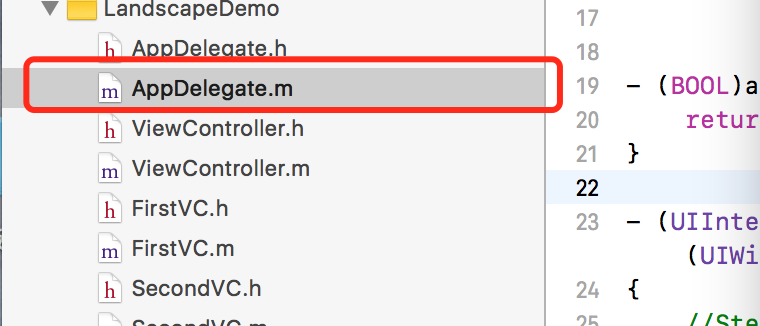 LandscapeDemo
h AppDelegate.h
m AppDelegate.m
h ViewController.h
m ViewController.m
h FirstVC.h
m FirstVC.m
h SecondVC.h
SecondVC.m
17
18
19 - (BOOL)a
20 retur
21 }
22
23 - (UIInte
(UIWi
24 {
25 //Ste